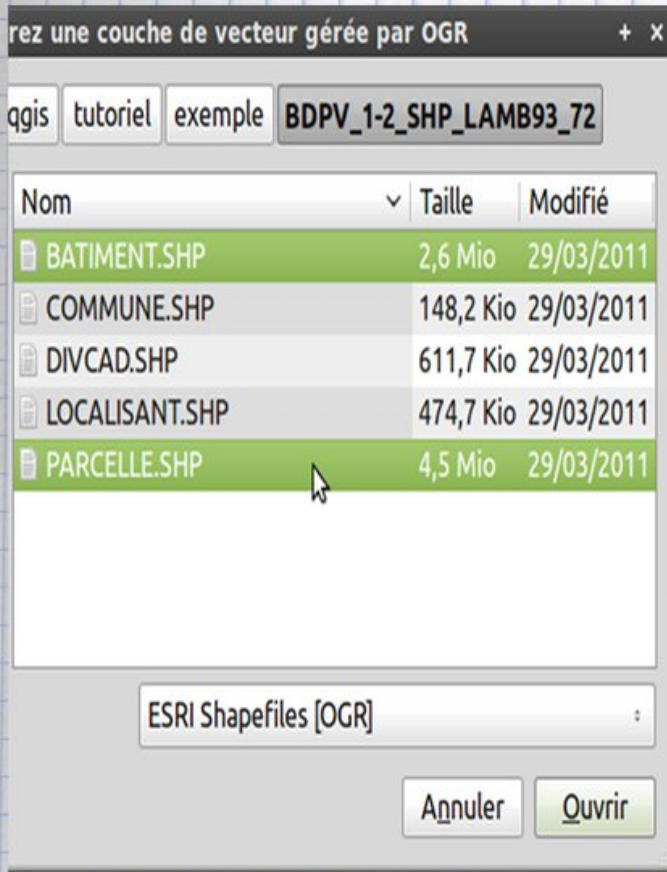 rez une couche de vecteur gérée par OGR + x
qgis tutoriel exemple BDPV_1-2_SHP_LAMB93_72
Nom Taille Modifié
BATIMENT.SHP 2,6 Mio 29/03/2011
COMMUNE.SHP 148,2 Kio 29/03/2011
DIVCAD.SHP 611,7 Kio 29/03/2011
LOCALISANT.SHP 474,7 Kio 29/03/2011
PARCELLE.SHP 4,5 Mio 29/03/2011
ESRI Shapefiles [OGR]
Annuler Ouvrir